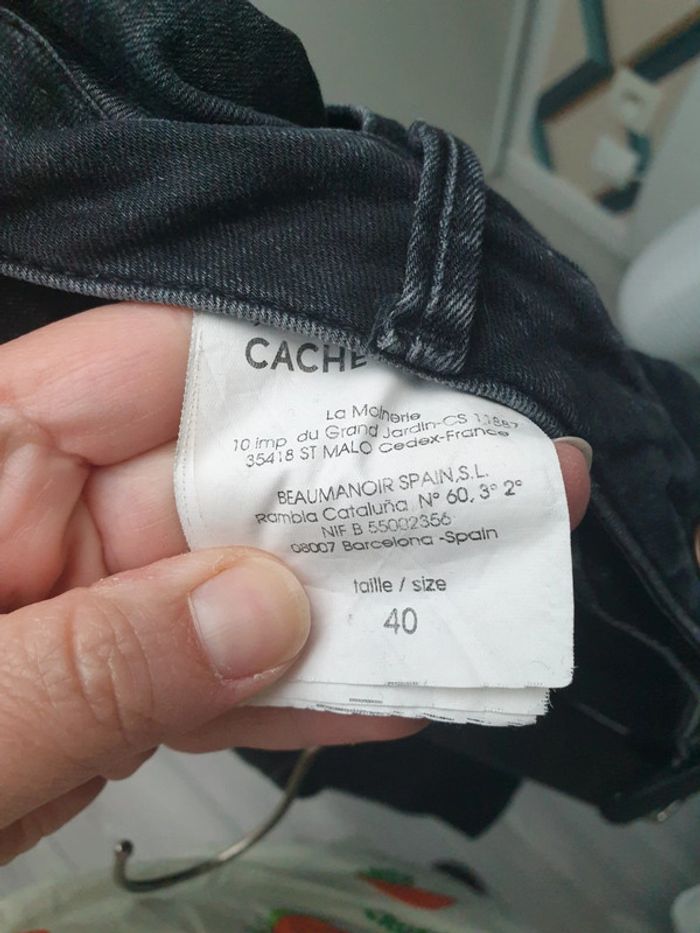 CACHE
La Moinerie
10 imp du Grand Jardin-CS 11887
35418 ST MALO Cedex-France
BEAUMANOIR SPAIN,S.L.
Rambla Cataluña Nº 60, 3º 2º
NIF B 55002356
08007 Barcelona -Spain
taille / size
40